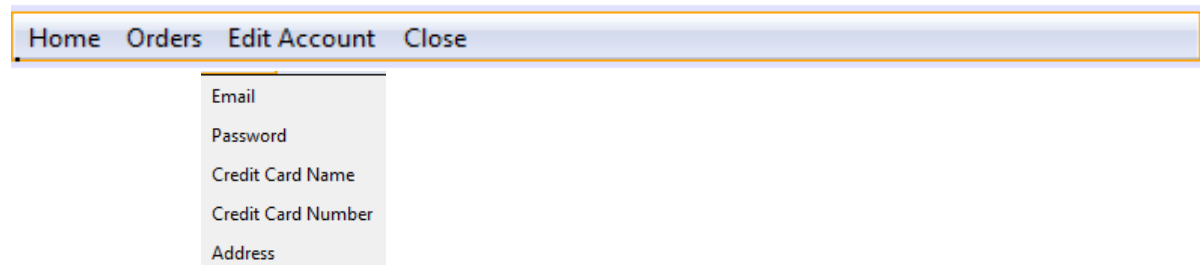 Home Orders Edit Account Close
Email
Password
Credit Card Name
Credit Card Number
Address